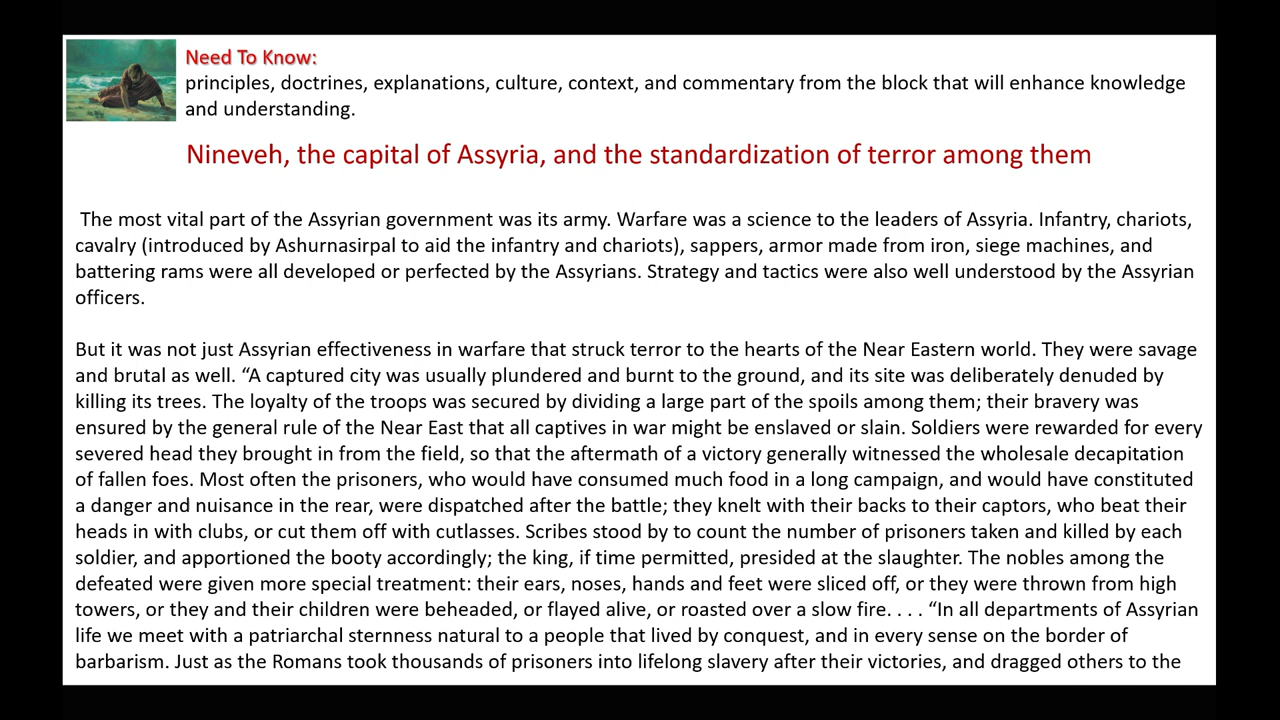 Need To Know:
principles, doctrines, explanations, culture, context, and commentary from the block that will enhance knowledge
and understanding.
Nineveh, the capital of Assyria, and the standardization of terror among them
The most vital part of the Assyrian government was its army. Warfare was a science to the leaders of Assyria. Infantry, chariots,
cavalry (introduced by Ashurnasirpal to aid the infantry and chariots), sappers, armor made from iron, siege machines, and
battering rams were all developed or perfected by the Assyrians. Strategy and tactics were also well understood by the Assyrian
officers.
But it was not just Assyrian effectiveness in warfare that struck terror to the hearts of the Near Eastern world. They were savage
and brutal as well. “A captured city was usually plundered and burnt to the ground, and its site was deliberately denuded by
killing its trees. The loyalty of the troops was secured by dividing a large part of the spoils among them; their bravery was
ensured by the general rule of the Near East that all captives in war might be enslaved or slain. Soldiers were rewarded for every
severed head they brought in from the field, so that the aftermath of a victory generally witnessed the wholesale decapitation
of fallen foes. Most often the prisoners, who would have consumed much food in a long campaign, and would have constituted
a danger and nuisance in the rear, were dispatched after the battle; they knelt with their backs to their captors, who beat their
heads in with clubs, or cut them off with cutlasses. Scribes stood by to count the number of prisoners taken and killed by each
soldier, and apportioned the booty accordingly; the king, if time permitted, presided at the slaughter. The nobles among the
defeated were given more special treatment: their ears, noses, hands and feet were sliced off, or they were thrown from high
towers, or they and their children were beheaded, or flayed alive, or roasted over a slow fire. . . . “In all departments of Assyrian
life we meet with a patriarchal sternness natural to a people that lived by conquest, and in every sense on the border of
barbarism. Just as the Romans took thousands of prisoners into lifelong slavery after their victories, and dragged others to the